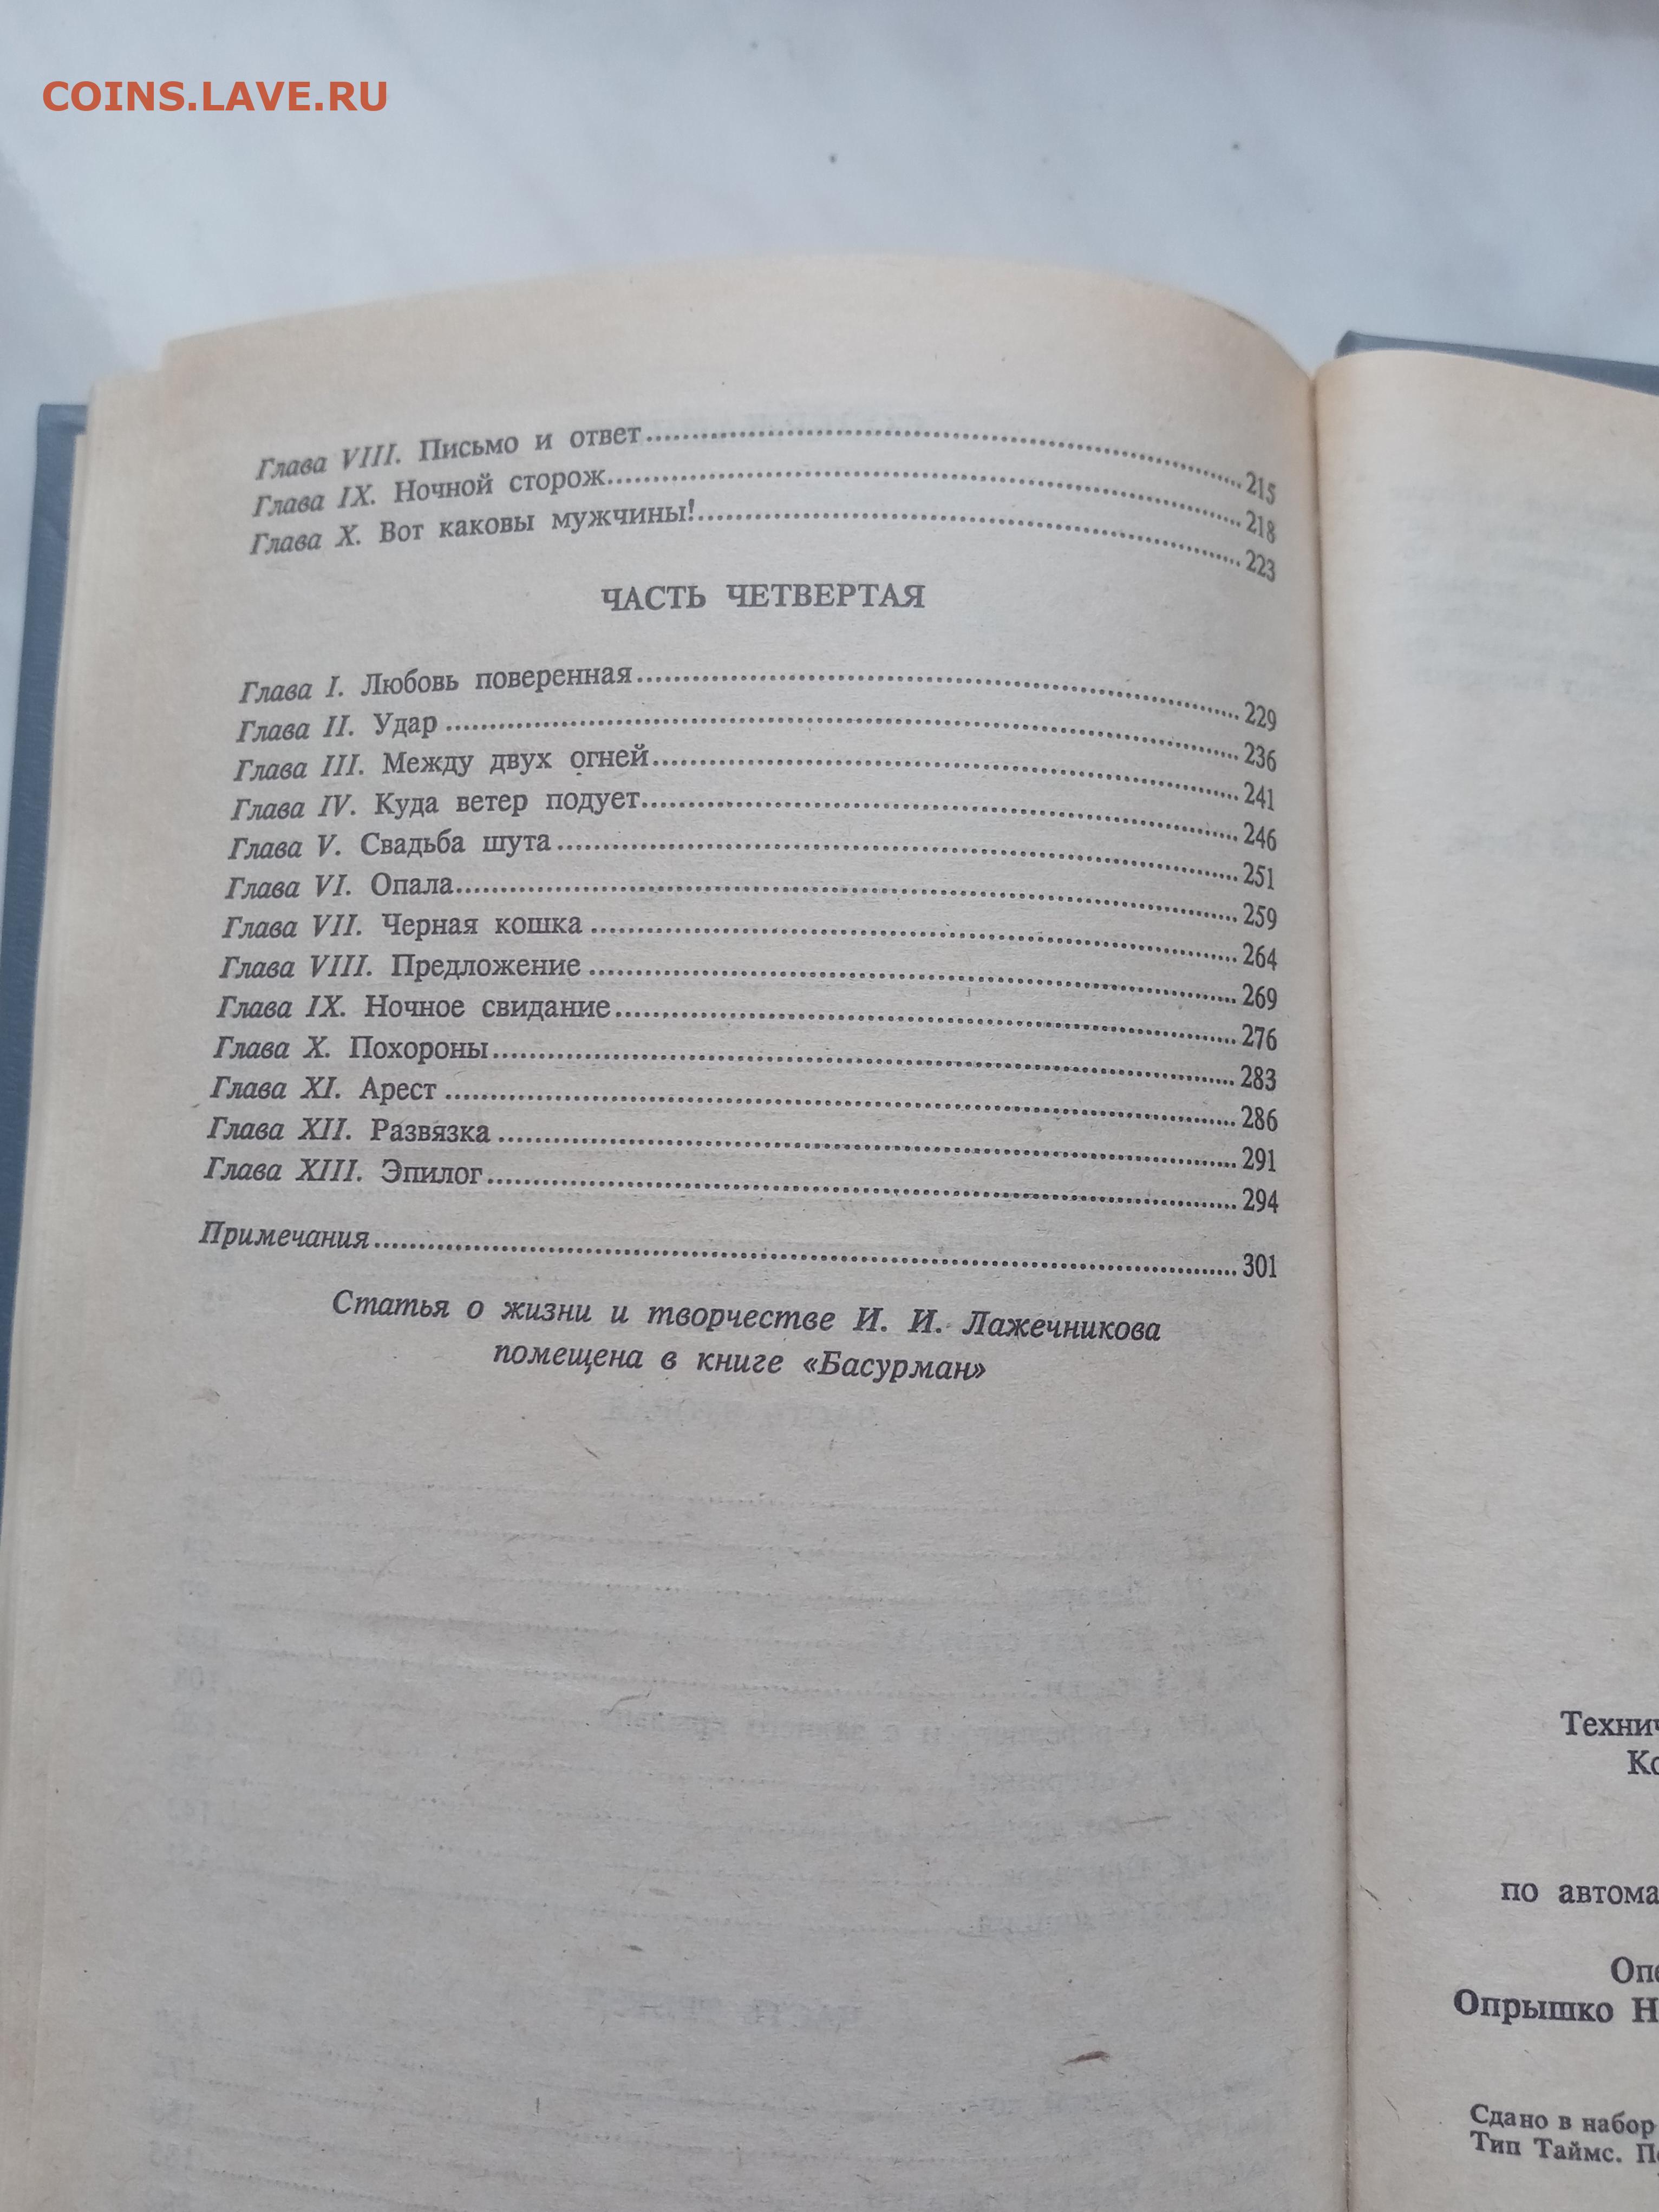 COINS.LAVE.RU
Глава VIII. Письмо и ответ 215
Глава IX. Ночной сторож 218
Глава X. Вот каковы мужчины! 223
ЧАСТЬ ЧЕТВЕРТАЯ
Глава I. Любовь поверенная 229
Глава II. Удар 236
Глава III. Между двух огней 241
Глава IV. Куда ветер подует 246
Глава V. Свадьба шута 251
Глава VI. Опала 259
Глава VII. Черная кошка 264
Глава VIII. Предложение 269
Глава IX. Ночное свидание 276
Глава X. Похороны 283
Глава XI. Арест 286
Глава XII. Развязка 291
Глава XIII. Эпилог 294
Примечания 301
Статья о жизни и творчестве И. И. Лажечникова
помещена в книге «Басурман»
по
Опрышко
Сдано в набор
Тип Таймс.